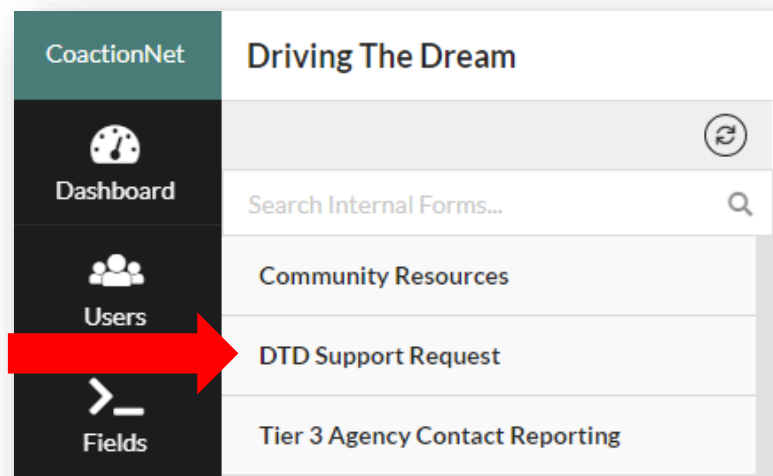 CoactionNet
Driving The Dream
Dashboard
Search Internal Forms...
Community Resources
Users
DTD Support Request
Fields
Tier 3 Agency Contact Reporting